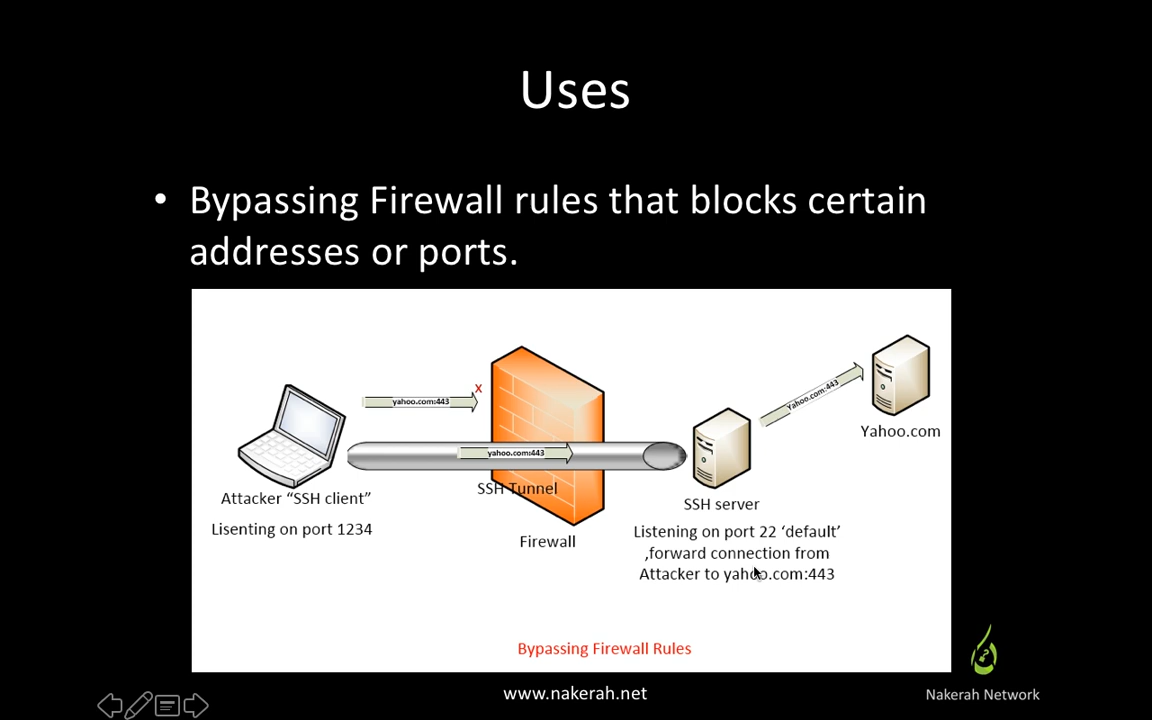 Uses
• Bypassing Firewall rules that blocks certain
addresses or ports.
X
yahoo:com:443
Yahoo.com:443
Yahoo.com
yahoo:com:443
SSH Tunnel
Attacker “SSH client”
Lisenting on port 1234
Firewall
SSH server
Listening on port 22 ‘default’
,forward connection from
Attacker to yahoo.com:443
Bypassing Firewall Rules
?
www.nakerah.net
Nakerah Network